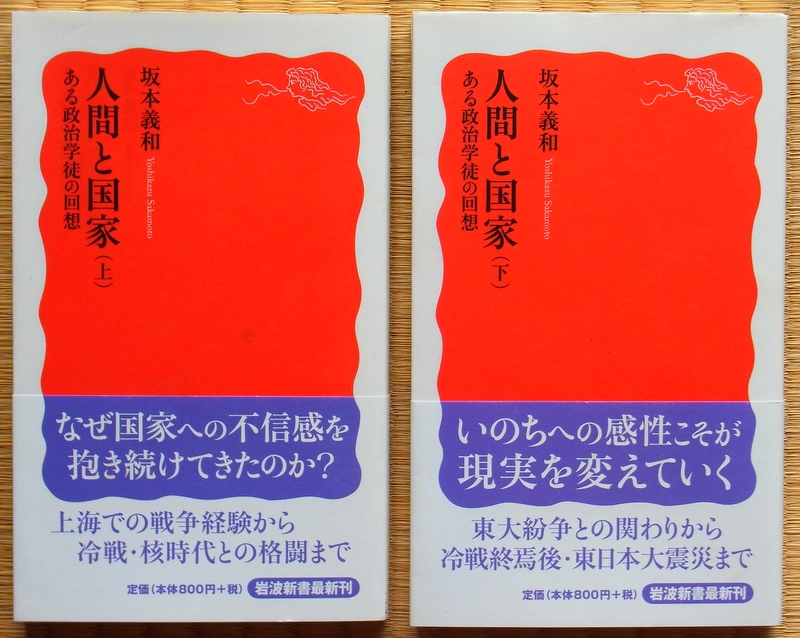 坂本義和
Yoshikazu Sakamoto
人間と国家（上）
ある政治学徒の回想
なぜ国家への不信感を
抱き続けてきたのか？
上海での戦争経験から
冷戦・核時代との格闘まで
定価（本体800円＋税）
岩波新書最新刊
坂本義和
Yoshikazu Sakamoto
人間と国家（下）
ある政治学徒の回想
いのちへの感性こそが
現実を変えていく
東大紛争との関わりから
冷戦終焉後・東日本大震災まで
定価（本体800円＋税）
岩波新書最新刊